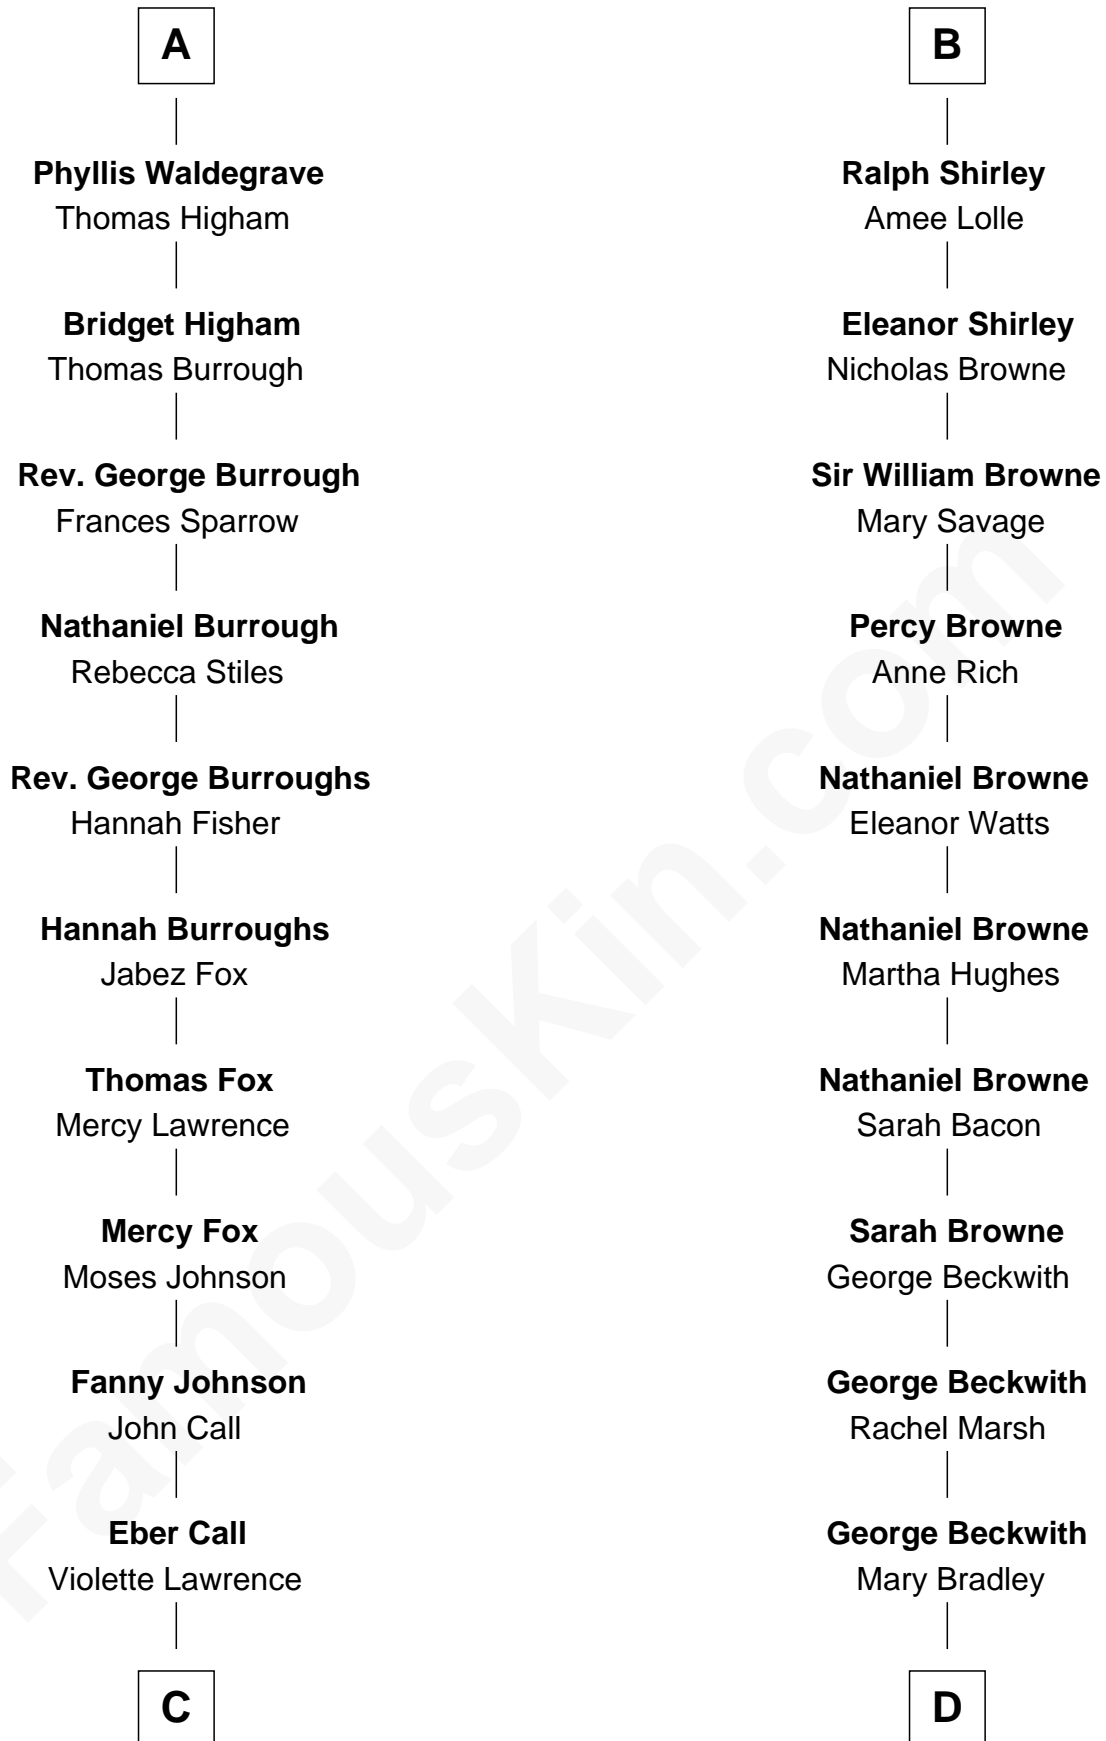 A
Phyllis Waldegrave
Thomas Higham
Bridget Higham
Thomas Burrough
Rev. George Burrough
Frances Sparrow
Nathaniel Burrough
Rebecca Stiles
Rev. George Burroughs
Hannah Fisher
Hannah Burroughs
Jabez Fox
Thomas Fox
Mercy Lawrence
Mercy Fox
Moses Johnson
Fanny Johnson
John Call
Eber Call
Violette Lawrence
C
B
Ralph Shirley
Amee Lolle
Eleanor Shirley
Nicholas Browne
Sir William Browne
Mary Savage
Percy Browne
Anne Rich
Nathaniel Browne
Eleanor Watts
Nathaniel Browne
Martha Hughes
Nathaniel Browne
Sarah Bacon
Sarah Browne
George Beckwith
George Beckwith
Rachel Marsh
George Beckwith
Mary Bradley
D
FamousKin.com